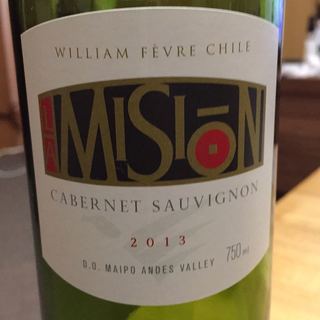 WILLIAM FÈVRE CHILE
LA MISIÓN
CABERNET SAUVIGNON
2013
D.O. MAIPO ANDES VALLEY 750 ml